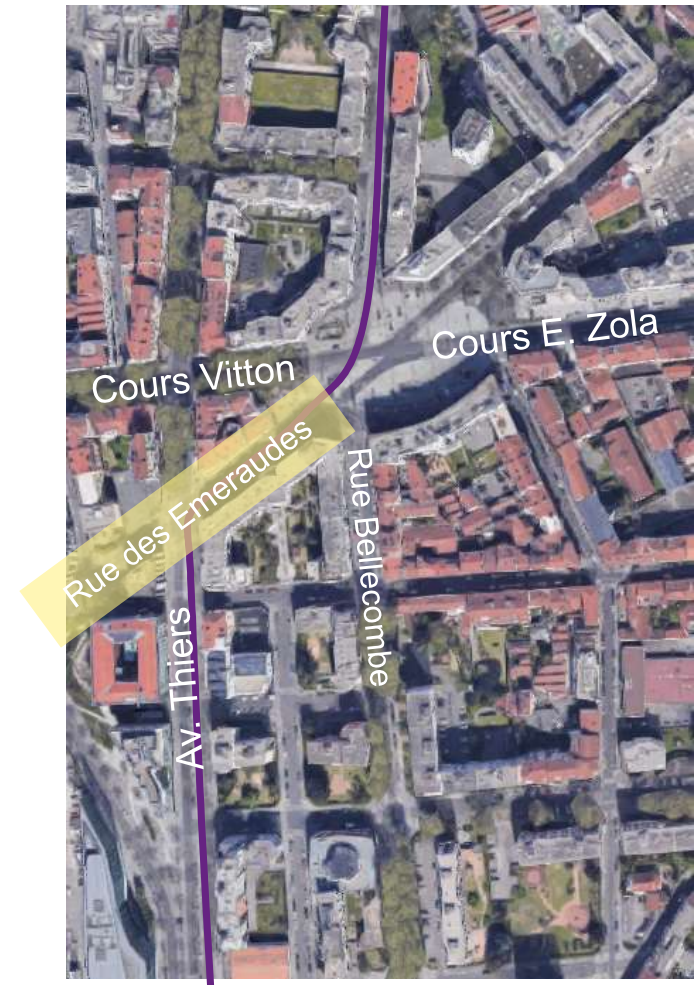 Cours E. Zola
Cours Vitton
Rue des Emeraudes
Rue Bellecombe
Av. Thiers